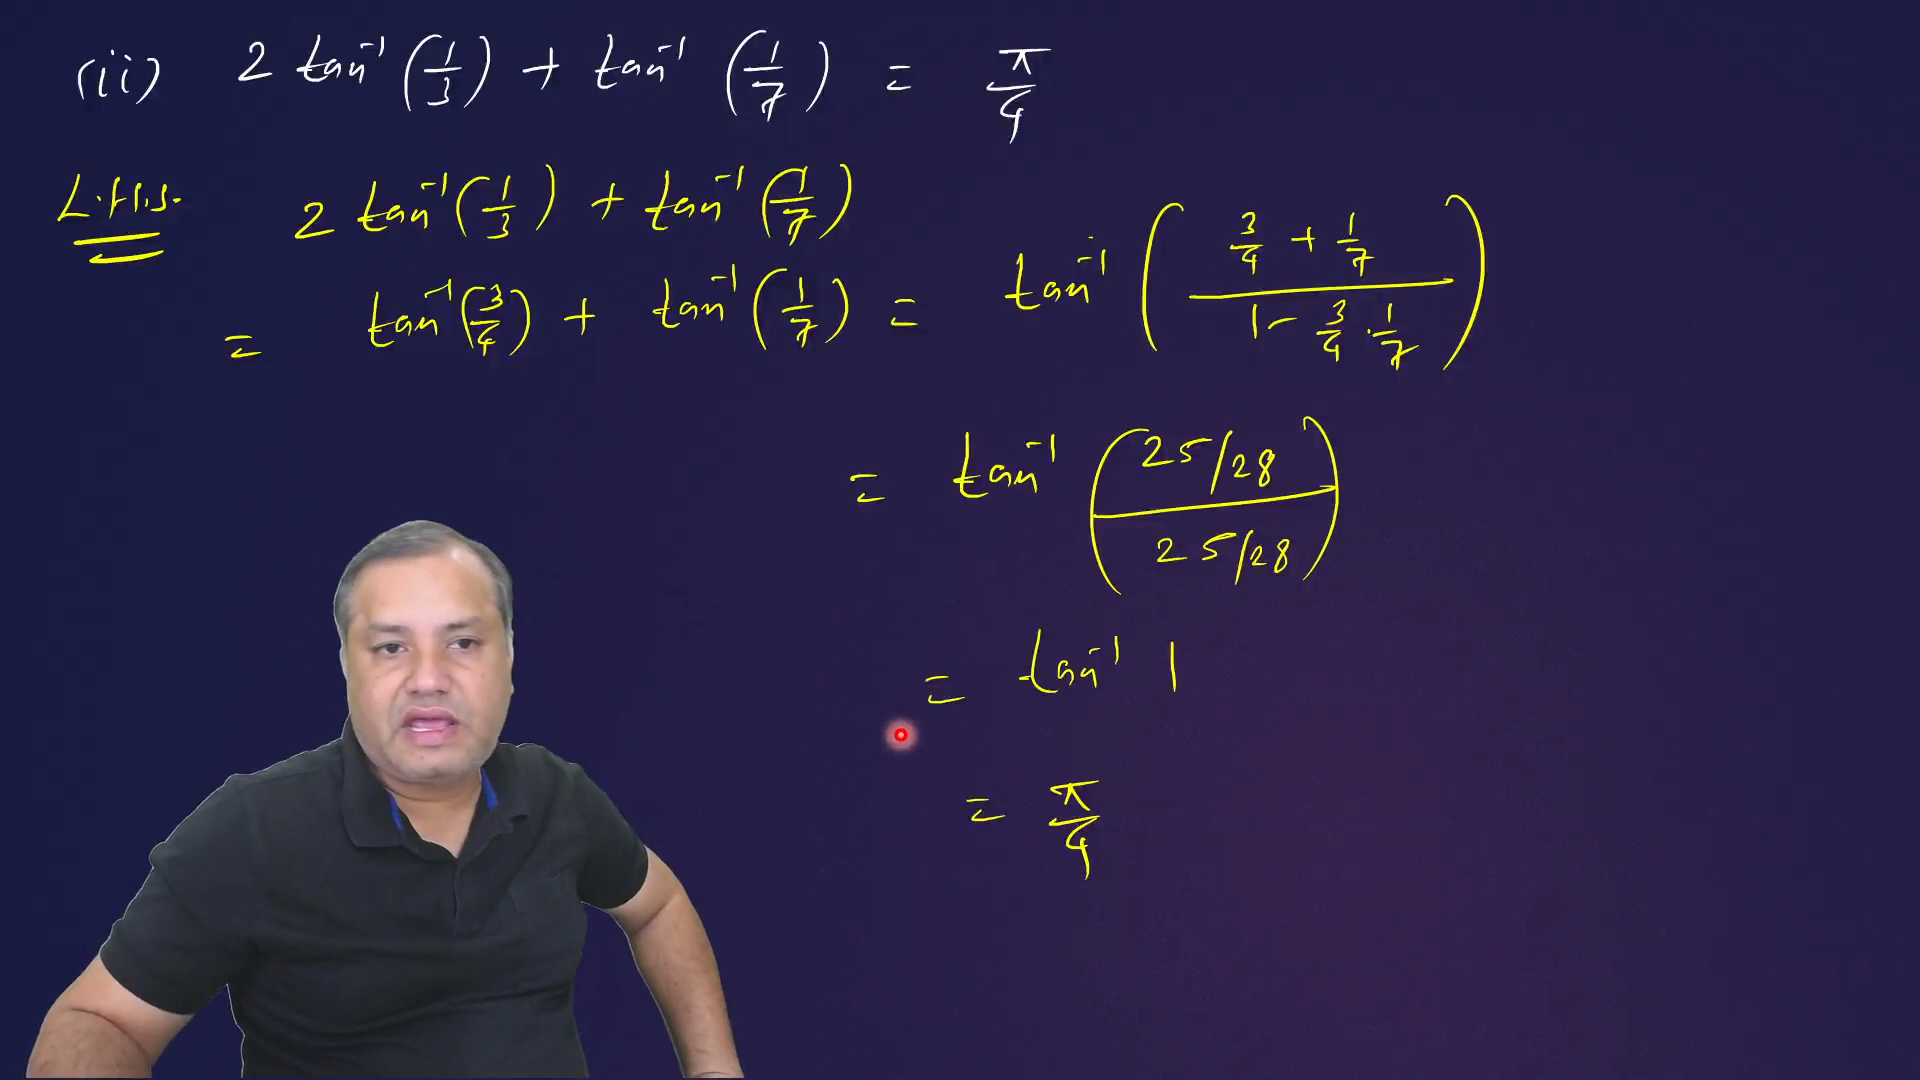 (ii) 2 tan⁻¹(1/3) + tan⁻¹(1/7) = π/4
L.H.S. 2 tan⁻¹(1/3) + tan⁻¹(1/7)
= tan⁻¹(3/4) + tan⁻¹(1/7) = tan⁻¹((3/4 + 1/7)/(1 - 3/4 · 1/7))
= tan⁻¹((25/28)/(25/28))
= tan⁻¹ 1
= π/4